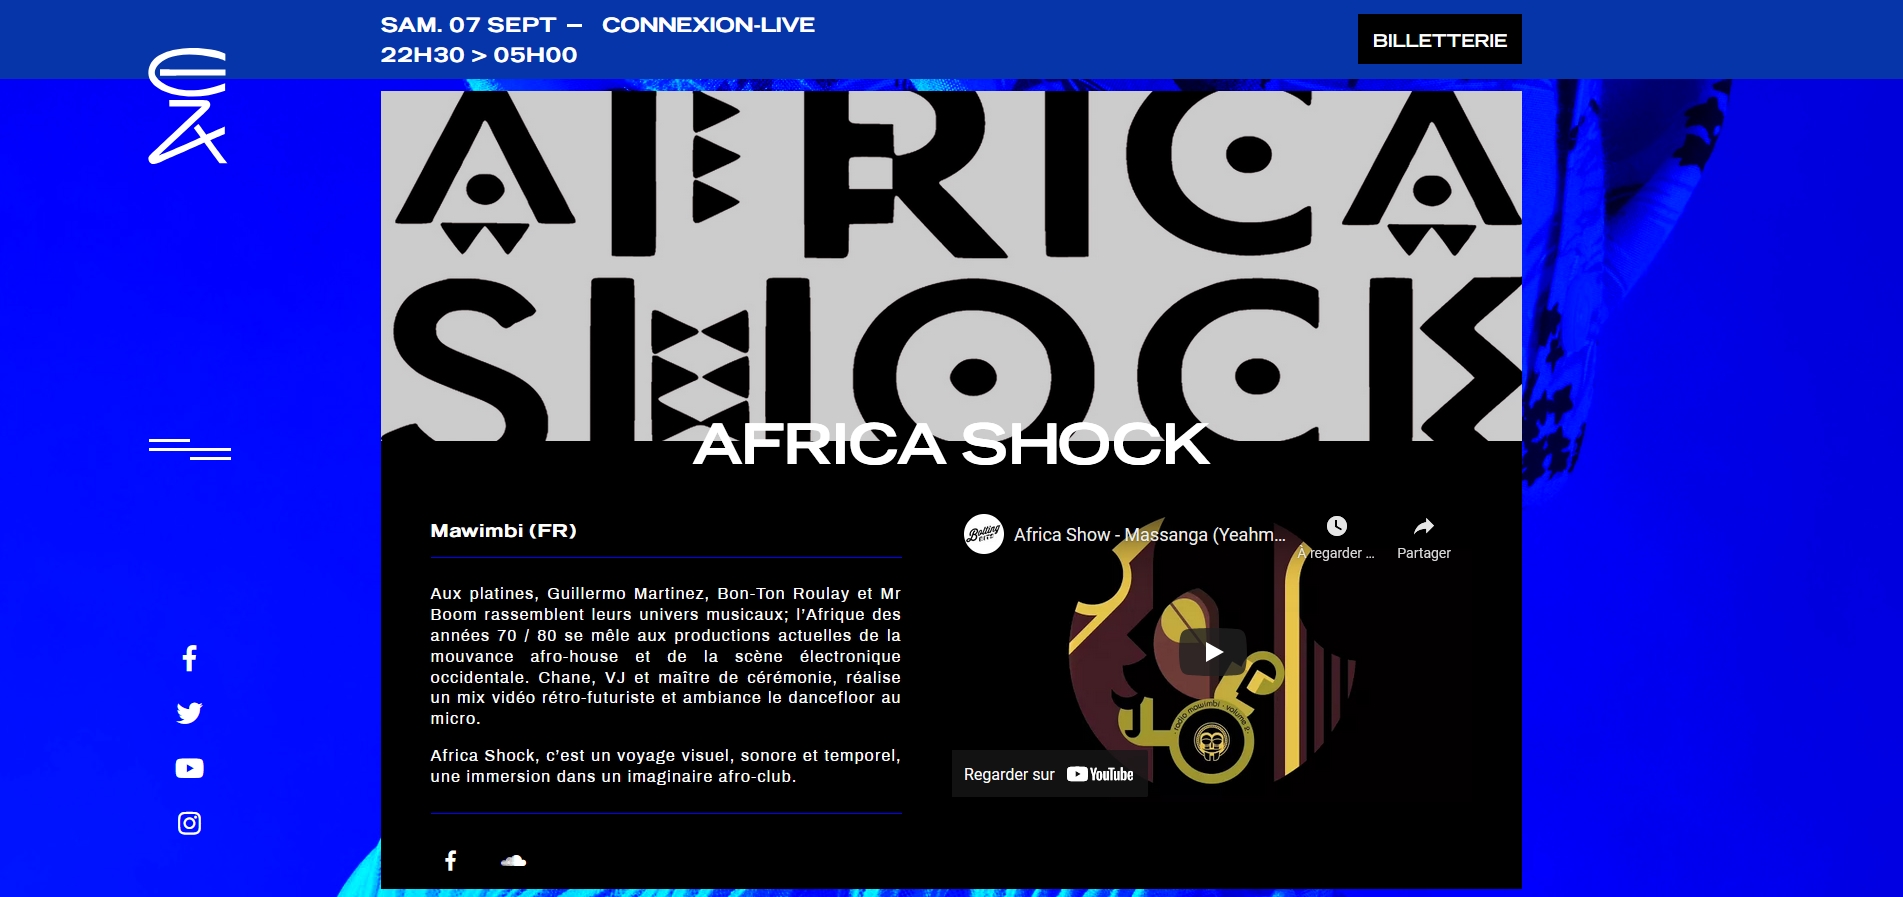 SAM. 07 SEPT – CONNEXION-LIVE
22H30 > 05H00
BILLETTERIE
AFRICA
SHOCK
AFRICA SHOCK
Mawimbi (FR)
Aux platines, Guillermo Martinez, Bon-Ton Roulay et Mr
Boom rassemblent leurs univers musicaux; l’Afrique des
années 70 / 80 se mêle aux productions actuelles de la
mouvance afro-house et de la scène électronique
occidentale. Chane, VJ et maître de cérémonie, réalise
un mix vidéo rétro-futuriste et ambiance le dancefloor au
micro.
Africa Shock, c’est un voyage visuel, sonore et temporel,
une immersion dans un imaginaire afro-club.
Africa Show - Massanga (Yeahm...
À regarder ...
Partager
radio mawimbi - volume 2
Regarder sur YouTube